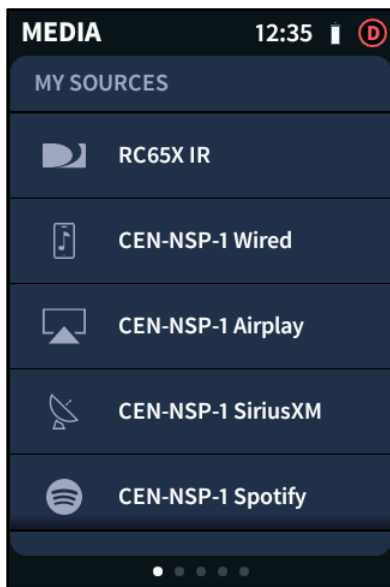 MEDIA 12:35 D
MY SOURCES
RC65X IR
CEN-NSP-1 Wired
CEN-NSP-1 Airplay
CEN-NSP-1 SiriusXM
CEN-NSP-1 Spotify